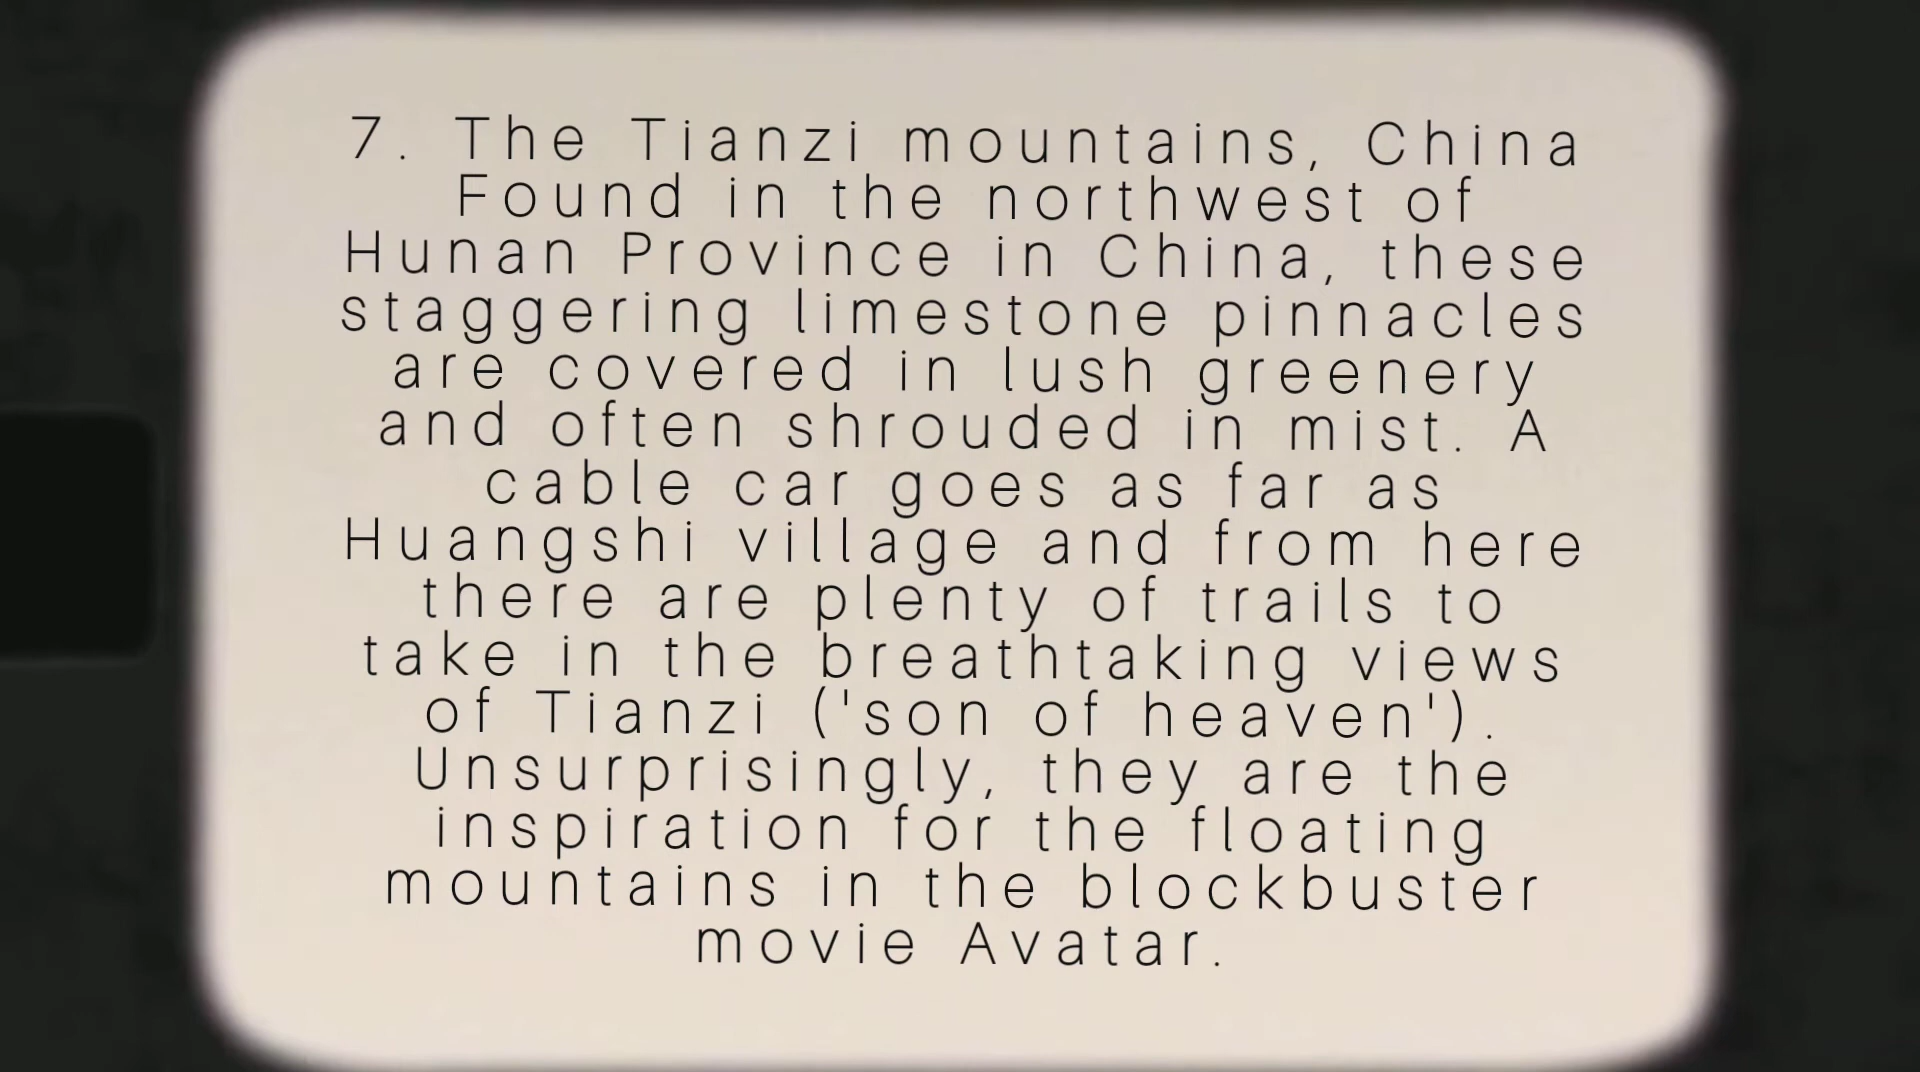 7. The Tianzi mountains, China
Found in the northwest of
Hunan Province in China, these
staggering limestone pinnacles
are covered in lush greenery
and often shrouded in mist. A
cable car goes as far as
Huangshi village and from here
there are plenty of trails to
take in the breathtaking views
of Tianzi ('son of heaven').
Unsurprisingly, they are the
inspiration for the floating
mountains in the blockbuster
movie Avatar.